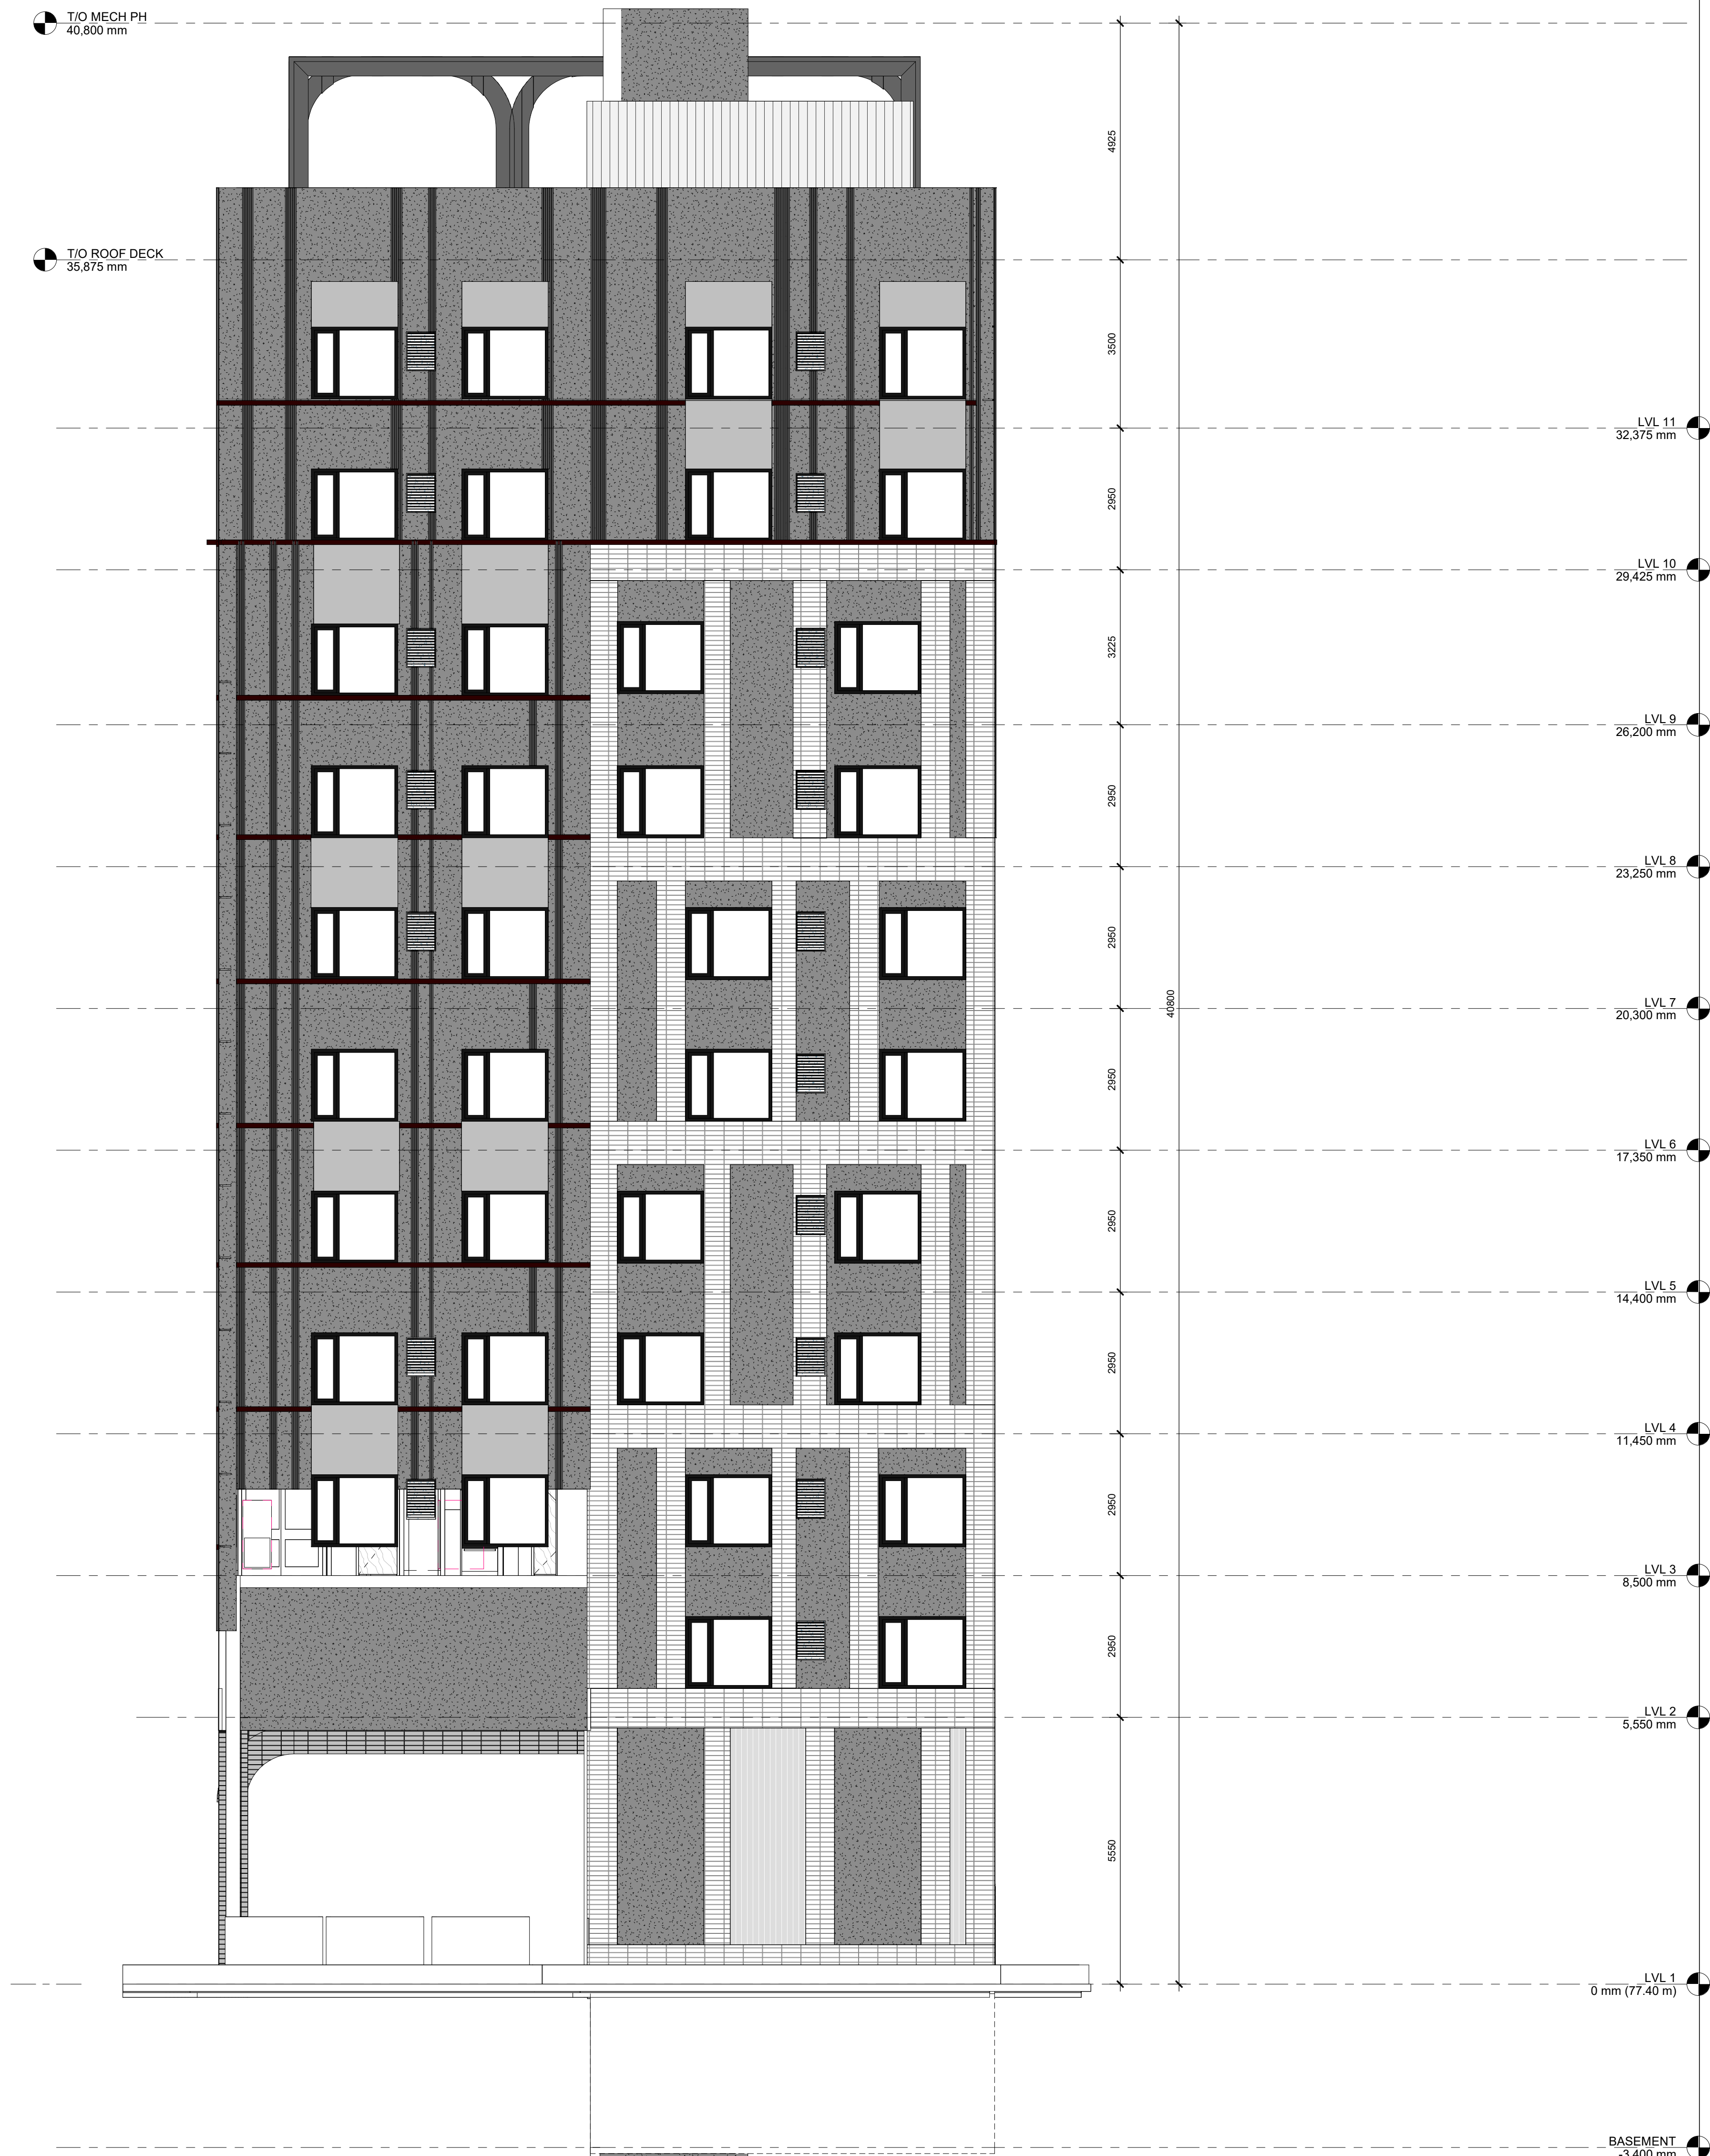 T/O MECH PH
40,800 mm
4925
T/O ROOF DECK
35,875 mm
3500
LVL 11
32,375 mm
2950
LVL 10
29,425 mm
3225
LVL 9
26,200 mm
2950
LVL 8
23,250 mm
2950
LVL 7
20,300 mm
40800
2950
LVL 6
17,350 mm
2950
LVL 5
14,400 mm
2950
LVL 4
11,450 mm
2950
LVL 3
8,500 mm
2950
LVL 2
5,550 mm
5550
LVL 1
0 mm (77.40 m)
BASEMENT
-3,400 mm